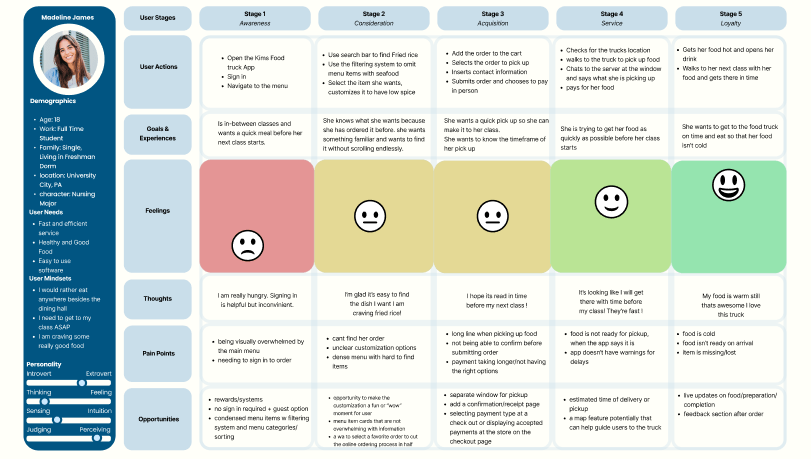 Madeline James
Demographics
• Age: 18
• Work: Full Time
Student
• Family: Single,
Living in Freshman
Dorm
• location: University
City, PA
• character: Nursing
Major
User Needs
• Fast and efficient
service
• Healthy and Good
Food
• Easy to use
software
User Mindsets
• I would rather eat
anywhere besides the
dining hall
• I need to get to my
class ASAP
• I am craving some
really good food
Personality
Introvert Extrovert
Thinking Feeling
Sensing Intuition
Judging Perceiving
User Stages
Stage 1
Awareness
Stage 2
Consideration
Stage 3
Acquisition
Stage 4
Service
Stage 5
Loyalty
User Actions
• Open the Kims Food
truck App
• Sign in
• Navigate to the menu
• Use search bar to find Fried rice
• Use the filtering system to omit
menu items with seafood
• Select the item she wants,
customizes it to have low spice
• Add the order to the cart
• Selects the order to pick up
• Inserts contact information
• Submits order and chooses to pay
in person
• Checks for the trucks location
• walks to the truck to pick up food
• Chats to the server at the window
and says what she is picking up
• pays for her food
• Gets her food hot and opens her
drink
• Walks to her next class with her
food and gets there in time
Goals &
Experiences
Is in-between classes and
wants a quick meal before her
next class starts.
She knows what she wants because
she has ordered it before. she wants
something familiar and wants to find
it without scrolling endlessly.
She wants a quick pick up so she can
make it to her class.
She wants to know the timeframe of
her pick up
She is trying to get her food as
quickly as possible before her class
starts
She wants to get to the food truck
on time and eat so that her food
isn't cold
Feelings
Thoughts
I am really hungry. Signing in
is helpful but inconvinient.
I'm glad it's easy to find
the dish I want I am
craving fried rice!
I hope its read in time
before my next class !
It's looking like I will get
there with time before
my class! They're fast !
My food is warm still
thats awesome I love
this truck
Pain Points
• being visually overwhelmed by
the main menu
• needing to sign in to order
• cant find her order
• unclear customization options
• dense menu with hard to find
items
• long line when picking up food
• not being able to confirm before
submitting order
• payment taking longer/not having
the right options
• food is not ready for pickup,
when the app says it is
• app doesn't have warnings for
delays
• food is cold
• food isn't ready on arrival
• item is missing/lost
Opportunities
• rewards/systems
• no sign in required + guest option
• condensed menu items w filtering
system and menu categories/
sorting
• opportunity to make the
customization a fun or "wow"
moment for user
• menu item cards that are not
overwhelming with information
• a wa to select a favorite order to cut
the online ordering process in half
• separate window for pickup
• add a confirmation/receipt page
• selecting payment type at a
check out or displaying accepted
payments at the store on the
checkout page
• estimated time of delivery or
pickup
• a map feature potentially that
can help guide users to the truck
• live updates on food/preparation/
completion
• feedback section after order